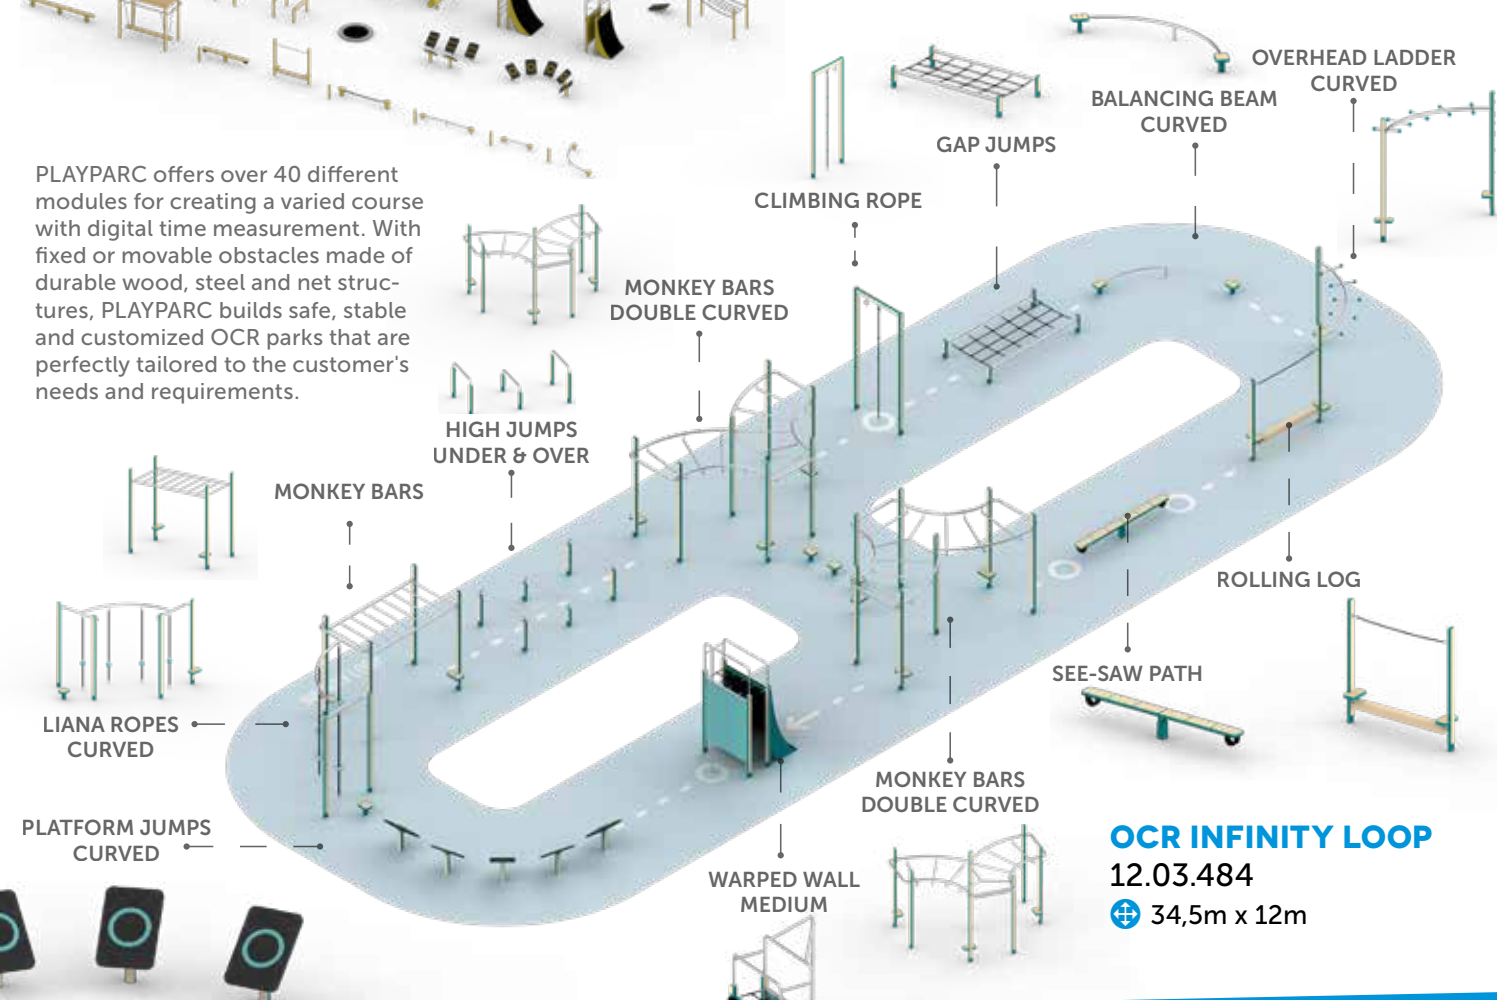 PLAYPARC offers over 40 different
modules for creating a varied course
with digital time measurement. With
fixed or movable obstacles made of
durable wood, steel and net struc-
tures, PLAYPARC builds safe, stable
and customized OCR parks that are
perfectly tailored to the customer's
needs and requirements.
OVERHEAD LADDER
CURVED
BALANCING BEAM
CURVED
GAP JUMPS
CLIMBING ROPE
MONKEY BARS
DOUBLE CURVED
HIGH JUMPS
UNDER & OVER
MONKEY BARS
LIANA ROPES
CURVED
PLATFORM JUMPS
CURVED
ROLLING LOG
SEE-SAW PATH
MONKEY BARS
DOUBLE CURVED
WARPED WALL
MEDIUM
OCR INFINITY LOOP
12.03.484
34,5m x 12m